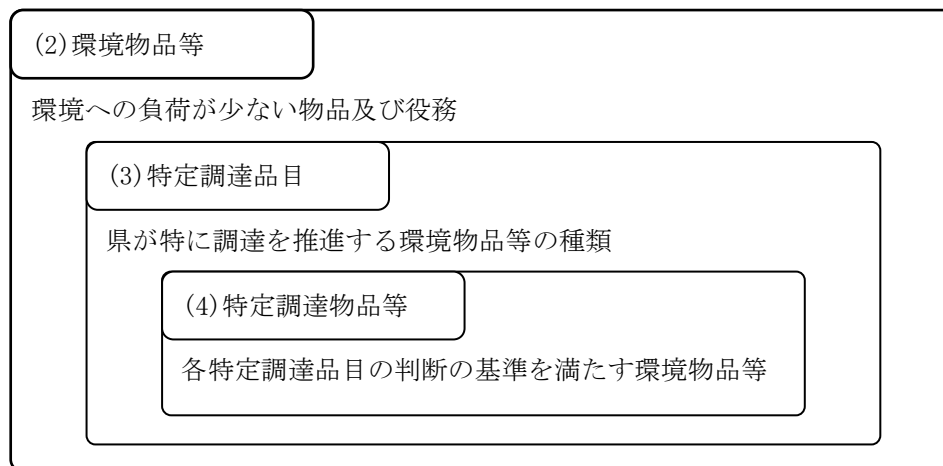 (2)環境物品等
環境への負荷が少ない物品及び役務
(3)特定調達品目
県が特に調達を推進する環境物品等の種類
(4)特定調達物品等
各特定調達品目の判断の基準を満たす環境物品等